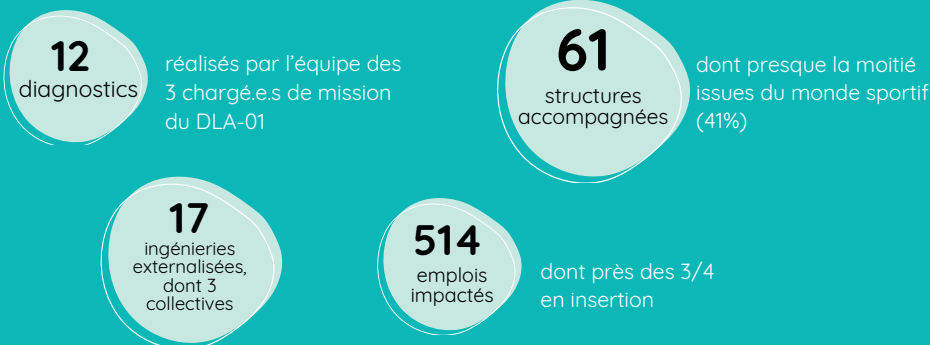 12
diagnostics
réalisés par l'équipe des
3 chargé.e.s de mission
du DLA-01
61
structures
accompagnées
dont presque la moitié
issues du monde sportif
(41%)
17
ingénieries
externalisées,
dont 3
collectives
514
emplois
impactés
dont près des 3/4
en insertion